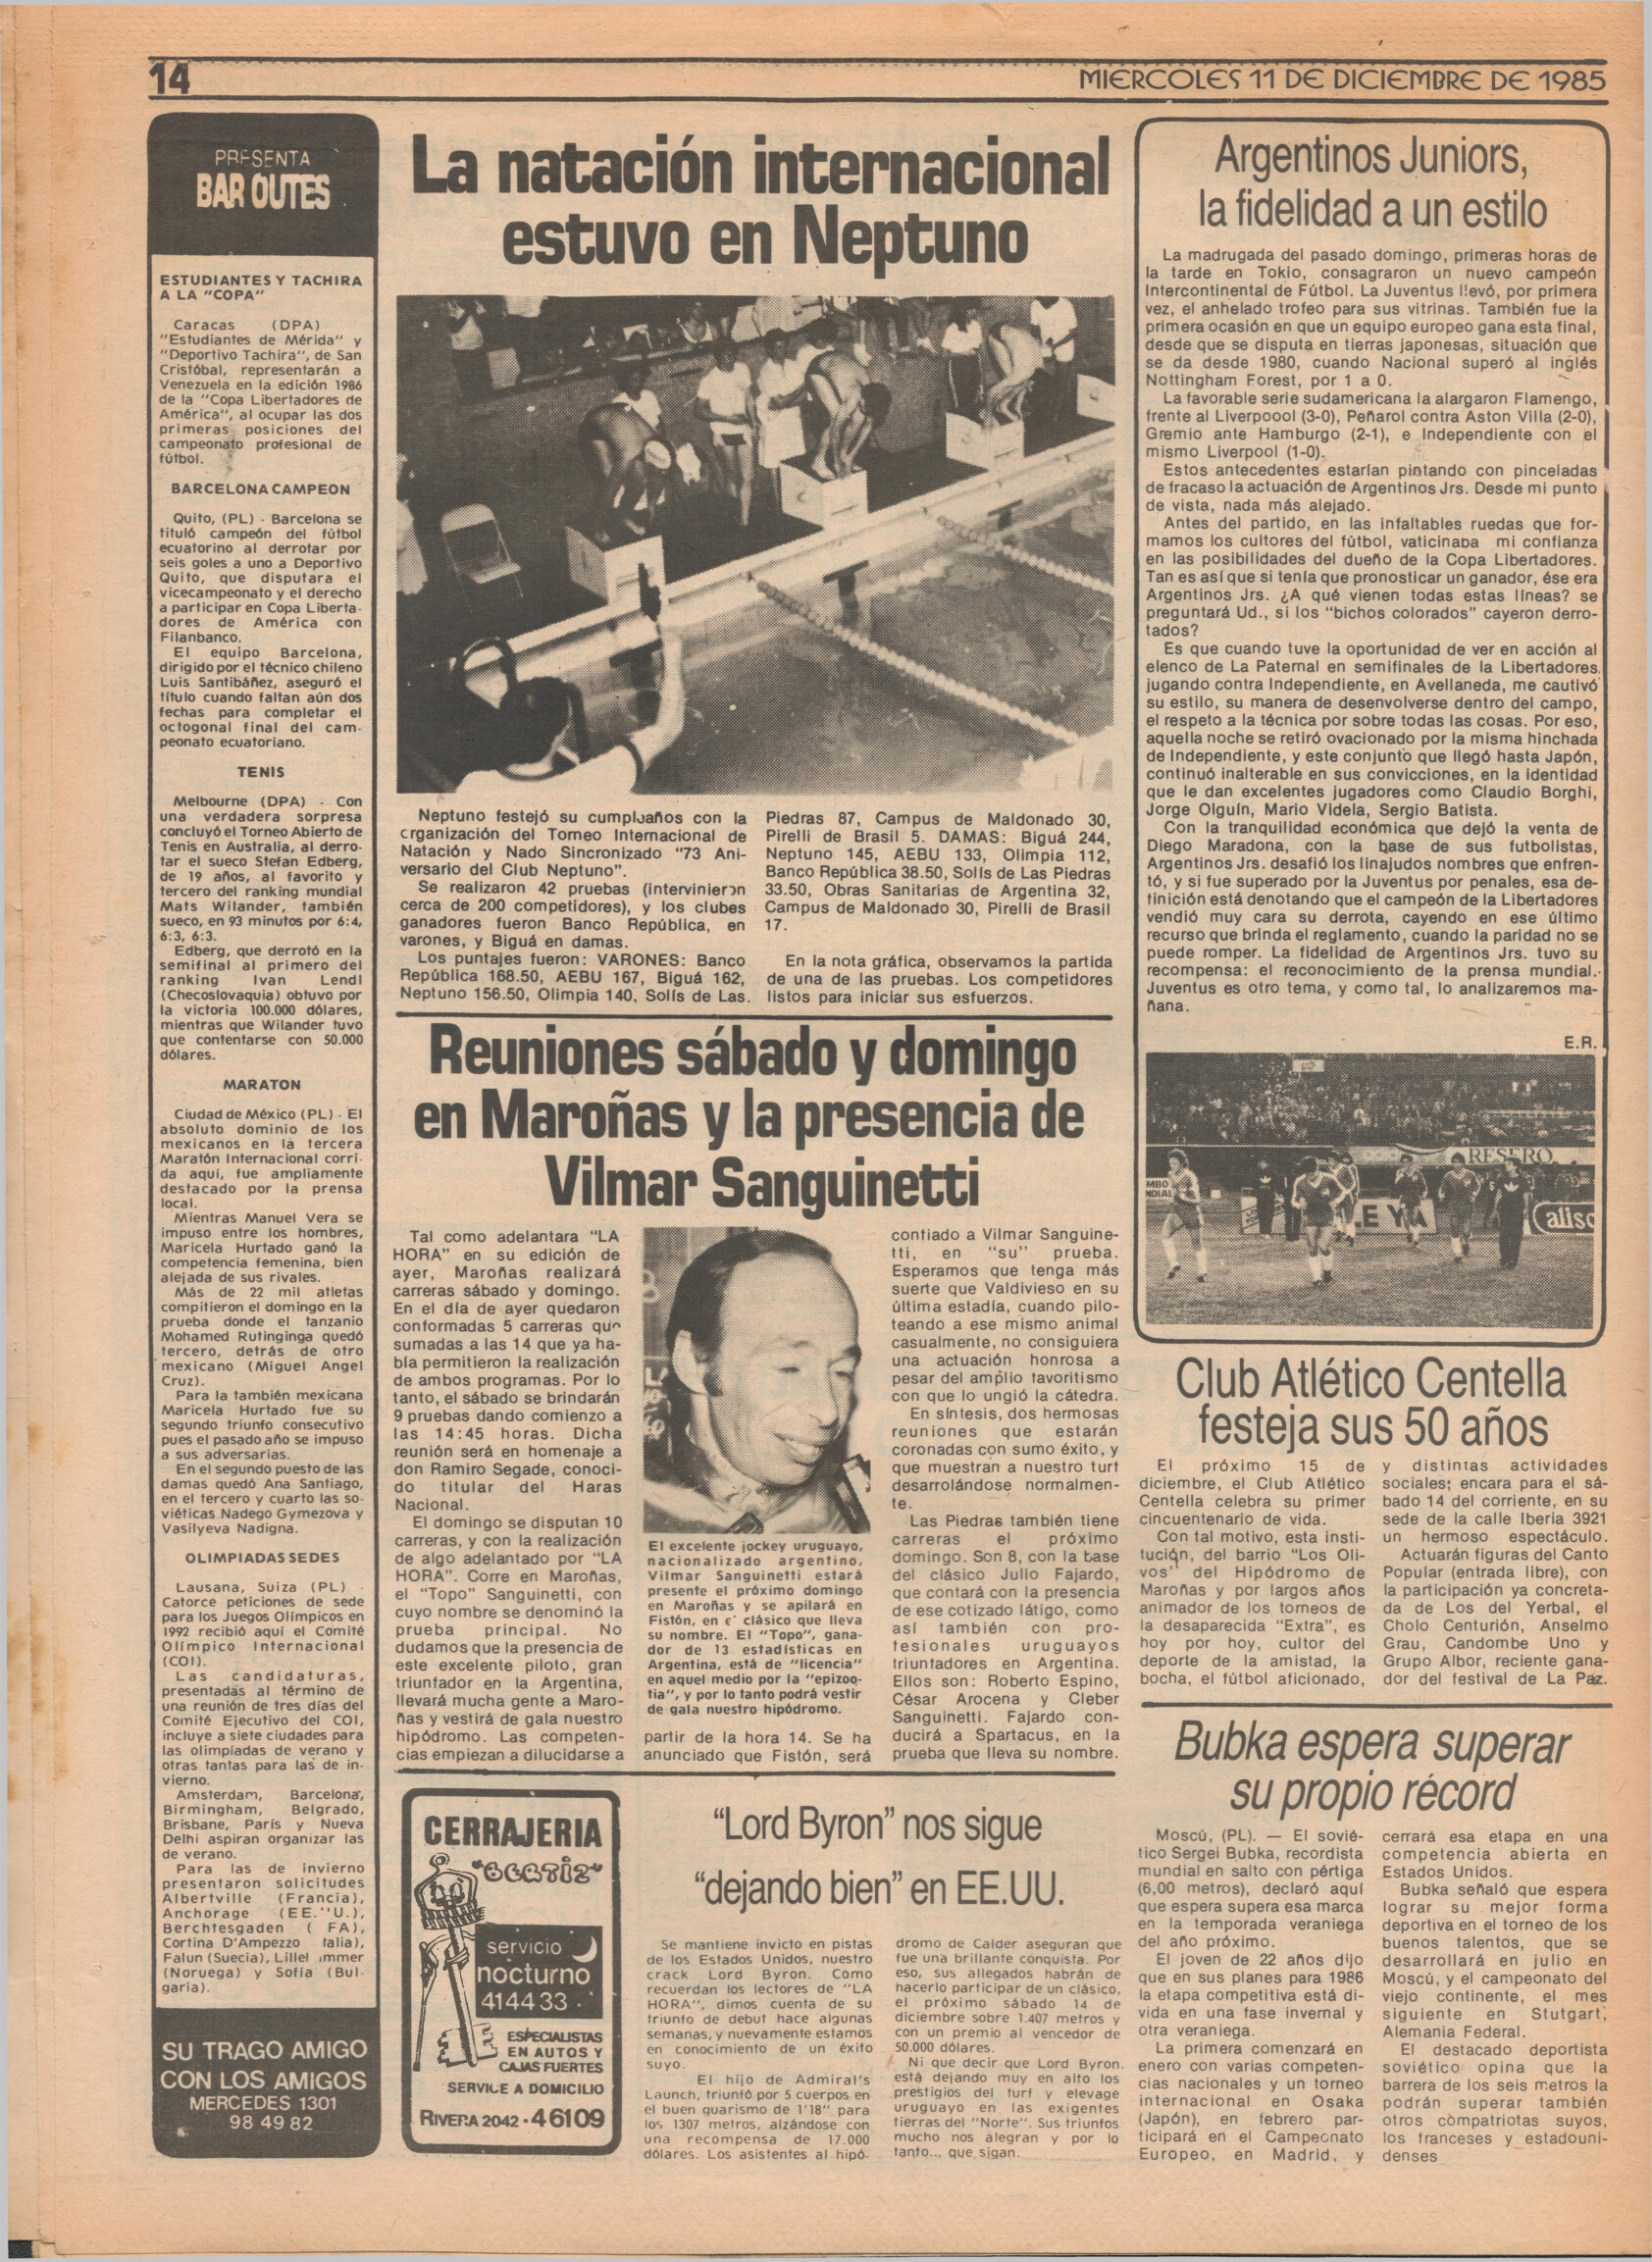 14
MIERCOLES 11 DE DICIEMBRE DE 1985
PRESENTA
BAR OUTES
ESTUDIANTES Y TACHIRA
A LA "COPA"
Caracas (DPA)
"Estudiantes de Mérida" y
"Deportivo Tachira", de San
Cristóbal, representarán a
Venezuela en la edición 1986
de la "Copa Libertadores de
América", al ocupar las dos
primeras posiciones del
campeonato profesional de
fútbol.
BARCELONA CAMPEON
Quito, (PL) - Barcelona se
tituló campeón del fútbol
ecuatorino al derrotar por
seis goles a uno a Deportivo
Quito, que disputara el
vicecampeonato y el derecho
a participar en Copa Liberta-
dores de América con
Filanbanco.
El equipo Barcelona,
dirigido por el técnico chileno
Luis Santibáñez, aseguró el
título cuando faltan aún dos
fechas para completar el
octogonal final del cam-
peonato ecuatoriano.
TENIS
Melbourne (DPA) - Con
una verdadera sorpresa
concluyó el Torneo Abierto de
Tenis en Australia, al derro-
tar el sueco Stefan Edberg,
de 19 años, al favorito y
tercero del ranking mundial
Mats Wilander, también
sueco, en 93 minutos por 6:4,
6:3, 6:3.
Edberg, que derrotó en la
semifinal al primero del
ranking Ivan Lendl
(Checoslovaquia) obtuvo por
la victoria 100.000 dólares,
mientras que Wilander tuvo
que contentarse con 50.000
dólares.
MARATON
Ciudad de México (PL) - El
absoluto dominio de los
mexicanos en la tercera
Maratón Internacional corri-
da aquí, fue ampliamente
destacado por la prensa
local.
Mientras Manuel Vera se
impuso entre los hombres,
Maricela Hurtado ganó la
competencia femenina, bien
alejada de sus rivales.
Más de 22 mil atletas
compitieron el domingo en la
prueba donde el tanzanio
Mohamed Rutinginga quedó
tercero, detrás de otro
mexicano (Miguel Angel
Cruz).
Para la también mexicana
Maricela Hurtado fue su
segundo triunfo consecutivo
pues el pasado año se impuso
a sus adversarias.
En el segundo puesto de las
damas quedó Ana Santiago,
en el tercero y cuarto las so-
viéticas Nadego Gymezova y
Vasilyeva Nadigna.
OLIMPIADAS SEDES
Lausana, Suiza (PL) -
Catorce peticiones de sede
para los Juegos Olímpicos en
1992 recibió aquí el Comité
Olímpico Internacional
(COI).
Las candidaturas,
presentadas al término de
una reunión de tres días del
Comité Ejecutivo del COI,
incluye a siete ciudades para
las olimpíadas de verano y
otras tantas para las de in-
vierno.
Amsterdam, Barcelona,
Birmingham, Belgrado,
Brisbane, París y Nueva
Delhi aspiran organizar las
de verano.
Para las de invierno
presentaron solicitudes
Albertville (Francia),
Anchorage (EE.UU.),
Berchtesgaden ( FA),
Cortina D'Ampezzo talia),
Falun (Suecia), Lillel immer
(Noruega) y Sofía (Bul-
garia).
SU TRAGO AMIGO
CON LOS AMIGOS
MERCEDES 1301
98 49 82
La natación internacional
estuvo en Neptuno
Neptuno festejó su cumpleaños con la
organización del Torneo Internacional de
Natación y Nado Sincronizado "73 Ani-
versario del Club Neptuno".
Se realizaron 42 pruebas (intervinieron
cerca de 200 competidores), y los clubes
ganadores fueron Banco República, en
varones, y Biguá en damas.
Los puntajes fueron: VARONES: Banco
República 168.50, AEBU 167, Biguá 162,
Neptuno 156.50, Olimpia 140, Solís de Las.
Piedras 87, Campus de Maldonado 30,
Pirelli de Brasil 5. DAMAS: Biguá 244,
Neptuno 145, AEBU 133, Olimpia 112,
Banco República 38.50, Solís de Las Piedras
33.50, Obras Sanitarias de Argentina 32,
Campus de Maldonado 30, Pirelli de Brasil
17.
En la nota gráfica, observamos la partida
de una de las pruebas. Los competidores
listos para iniciar sus esfuerzos.
Reuniones sábado y domingo
en Maroñas y la presencia de
Vilmar Sanguinetti
Tal como adelantara "LA
HORA" en su edición de
ayer, Maroñas realizará
carreras sábado y domingo.
En el día de ayer quedaron
conformadas 5 carreras que
sumadas a las 14 que ya ha-
bía permitieron la realización
de ambos programas. Por lo
tanto, el sábado se brindarán
9 pruebas dando comienzo a
las 14:45 horas. Dicha
reunión será en homenaje a
don Ramiro Segade, conoci-
do titular del Haras
Nacional.
El domingo se disputan 10
carreras, y con la realización
de algo adelantado por "LA
HORA". Corre en Maroñas,
el "Topo" Sanguinetti, con
cuyo nombre se denominó la
prueba principal. No
dudamos que la presencia de
este excelente piloto, gran
triunfador en la Argentina,
llevará mucha gente a Maro-
ñas y vestirá de gala nuestro
hipódromo. Las competen-
cias empiezan a dilucidarse a
El excelente jockey uruguayo,
nacionalizado argentino,
Vilmar Sanguinetti estará
presente el próximo domingo
en Maroñas y se apilará en
Fistón, en e' clásico que lleva
su nombre. El "Topo", gana-
dor de 13 estadísticas en
Argentina, está de "licencia"
en aquel medio por la "epizoo-
tia", y por lo tanto podrá vestir
de gala nuestro hipódromo.
partir de la hora 14. Se ha
anunciado que Fistón, será
contiado a Vilmar Sanguine-
tti, en "su" prueba.
Esperamos que tenga más
suerte que Valdivieso en su
última estadía, cuando pilo-
teando a ese mismo animal
casualmente, no consiguiera
una actuación honrosa a
pesar del amplio favoritismo
con que lo ungió la cátedra.
En síntesis, dos hermosas
reuniones que estarán
coronadas con sumo éxito, y
que muestran a nuestro turt
desarrolándose normalmen-
te.
Las Piedras también tiene
carreras el próximo
domingo. Son 8, con la base
del clásico Julio Fajardo,
que contará con la presencia
de ese cotizado látigo, como
así también con pro-
fesionales uruguayos
triuntadores en Argentina.
Ellos son: Roberto Espino,
César Arocena y Cleber
Sanguinetti. Fajardo con-
ducirá a Spartacus, en la
prueba que lleva su nombre.
CERRAJERIA
"BERTIZ"
servicio
nocturno
4144 33
ESPECIALISTAS
EN AUTOS Y
CAJAS FUERTES
SERVICE A DOMICILIO
RIVERA 2042 • 46109
"Lord Byron" nos sigue
"dejando bien" en EE.UU.
Se mantiene invicto en pistas
de los Estados Unidos, nuestro
crack Lord Byron. Como
recuerdan los lectores de "LA
HORA", dimos cuenta de su
triunfo de debut hace algunas
semanas, y nuevamente estamos
en conocimiento de un éxito
suyo.
El hijo de Admiral's
Launch, triunfó por 5 cuerpos en
el buen guarismo de 1'18" para
los 1307 metros, alzándose con
una recompensa de 17.000
dólares. Los asistentes al hipó-
dromo de Calder aseguran que
fue una brillante conquista. Por
eso, sus allegados habrán de
hacerlo participar de un clásico,
el próximo sábado 14 de
diciembre sobre 1.407 metros y
con un premio al vencedor de
50.000 dólares.
Ni que decir que Lord Byron.
está dejando muy en alto los
prestigios del turf y elevage
uruguayo en las exigentes
tierras del "Norte". Sus triunfos
mucho nos alegran y por lo
tanto... que sigan.
Argentinos Juniors,
la fidelidad a un estilo
La madrugada del pasado domingo, primeras horas de
la tarde en Tokio, consagraron un nuevo campeón
Intercontinental de Fútbol. La Juventus llevó, por primera
vez, el anhelado trofeo para sus vitrinas. También fue la
primera ocasión en que un equipo europeo gana esta final,
desde que se disputa en tierras japonesas, situación que
se da desde 1980, cuando Nacional superó al inglés
Nottingham Forest, por 1 a 0.
La favorable serie sudamericana la alargaron Flamengo,
frente al Liverpoool (3-0), Peñarol contra Aston Villa (2-0),
Gremio ante Hamburgo (2-1), e Independiente con el
mismo Liverpool (1-0).
Estos antecedentes estarían pintando con pinceladas
de fracaso la actuación de Argentinos Jrs. Desde mi punto
de vista, nada más alejado.
Antes del partido, en las infaltables ruedas que for-
mamos los cultores del fútbol, vaticinaba mi confianza
en las posibilidades del dueño de la Copa Libertadores.
Tan es así que si tenía que pronosticar un ganador, ése era
Argentinos Jrs. ¿A qué vienen todas estas líneas? se
preguntará Ud., si los "bichos colorados" cayeron derro-
tados?
Es que cuando tuve la oportunidad de ver en acción al
elenco de La Paternal en semifinales de la Libertadores,
jugando contra Independiente, en Avellaneda, me cautivó
su estilo, su manera de desenvolverse dentro del campo,
el respeto a la técnica por sobre todas las cosas. Por eso,
aquella noche se retiró ovacionado por la misma hinchada
de Independiente, y este conjunto que llegó hasta Japón,
continuó inalterable en sus convicciones, en la identidad
que le dan excelentes jugadores como Claudio Borghi,
Jorge Olguín, Mario Videla, Sergio Batista.
Con la tranquilidad económica que dejó la venta de
Diego Maradona, con la base de sus futbolistas,
Argentinos Jrs. desafió los linajudos nombres que enfren-
tó, y si fue superado por la Juventus por penales, esa de-
finición está denotando que el campeón de la Libertadores
vendió muy cara su derrota, cayendo en ese último
recurso que brinda el reglamento, cuando la paridad no se
puede romper. La fidelidad de Argentinos Jrs. tuvo su
recompensa: el reconocimiento de la prensa mundial.
Juventus es otro tema, y como tal, lo analizaremos ma-
ñana.
E.R.
RESERO
MBO
NDIAL
LE YA
alisc
Club Atlético Centella
festeja sus 50 años
El próximo 15 de
diciembre, el Club Atlético
Centella celebra su primer
cincuentenario de vida.
Con tal motivo, esta insti-
tución, del barrio "Los Oli-
vos" del Hipódromo de
Maroñas y por largos años
animador de los torneos de
la desaparecida "Extra", es
hoy por hoy, cultor del
deporte de la amistad, la
bocha, el fútbol aficionado,
y distintas actividades
sociales; encara para el sá-
bado 14 del corriente, en su
sede de la calle Iberia 3921
un hermoso espectáculo.
Actuarán figuras del Canto
Popular (entrada libre), con
la participación ya concreta-
da de Los del Yerbal, el
Cholo Centurión, Anselmo
Grau, Candombe Uno y
Grupo Albor, reciente gana-
dor del festival de La Paz.
Bubka espera superar
su propio récord
Moscú, (PL). — El sovié-
tico Sergei Bubka, recordista
mundial en salto con pértiga
(6,00 metros), declaró aquí
que espera supera esa marca
en la temporada veraniega
del año próximo.
El joven de 22 años dijo
que en sus planes para 1986
la etapa competitiva está di-
vida en una fase invernal y
otra veraniega.
La primera comenzará en
enero con varias competen-
cias nacionales y un torneo
internacional en Osaka
(Japón), en febrero par-
ticipará en el Campeonato
Europeo, en Madrid, y
cerrará esa etapa en una
competencia abierta en
Estados Unidos.
Bubka señaló que espera
lograr su mejor forma
deportiva en el torneo de los
buenos talentos, que se
desarrollará en julio en
Moscú, y el campeonato del
viejo continente, el mes
siguiente en Stutgart,
Alemania Federal.
El destacado deportista
soviético opina que la
barrera de los seis metros la
podrán superar también
otros compatriotas suyos,
los franceses y estadouni-
denses